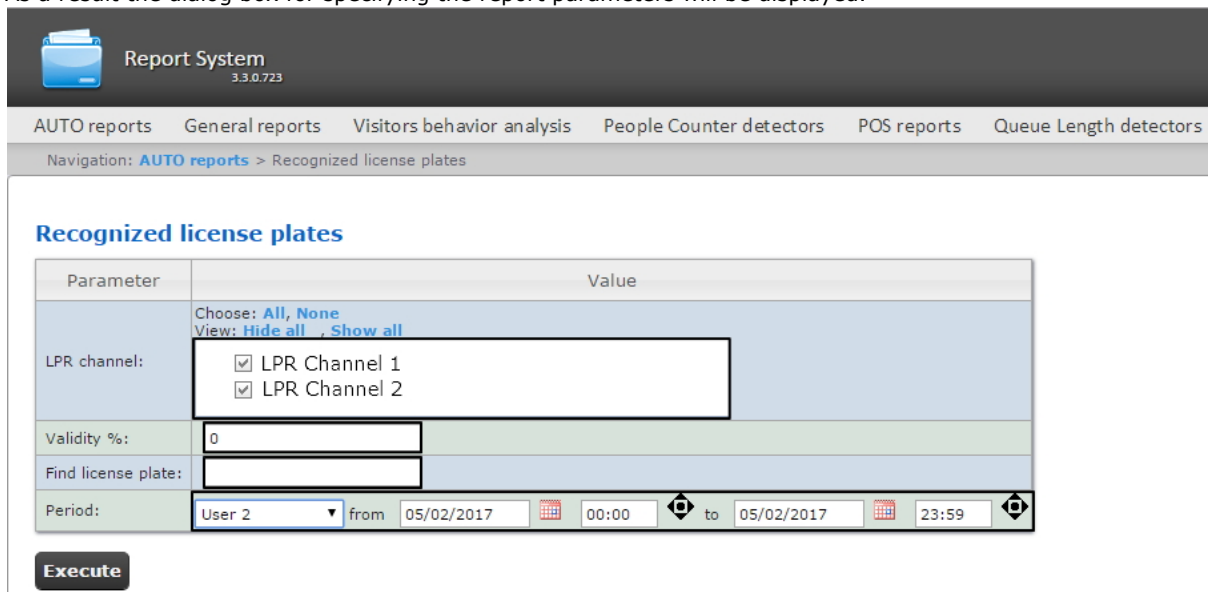 As a result the dialog box for specifying the report parameters will be displayed.
Report System
3.3.0.723
AUTO reports General reports Visitors behavior analysis People Counter detectors POS reports Queue Length detectors
Navigation: AUTO reports > Recognized license plates
Recognized license plates
Parameter Value
LPR channel:
Choose: All, None
View: Hide all , Show all
LPR Channel 1
LPR Channel 2
Validity %: 0
Find license plate:
Period: User 2 from 05/02/2017 00:00 to 05/02/2017 23:59
Execute